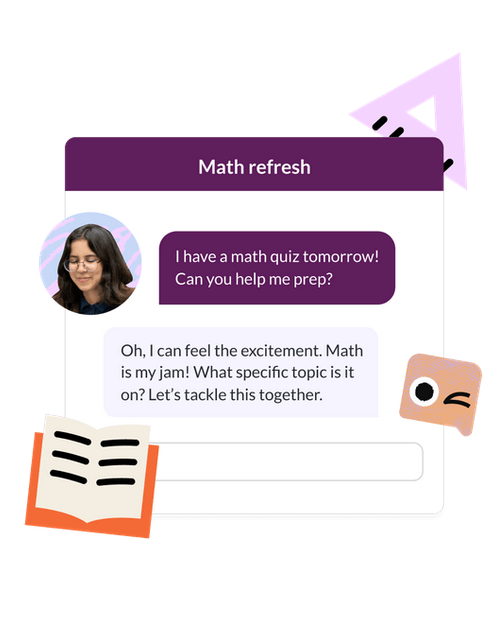 Math refresh
I have a math quiz tomorrow!
Can you help me prep?
Oh, I can feel the excitement. Math
is my jam! What specific topic is it
on? Let’s tackle this together.